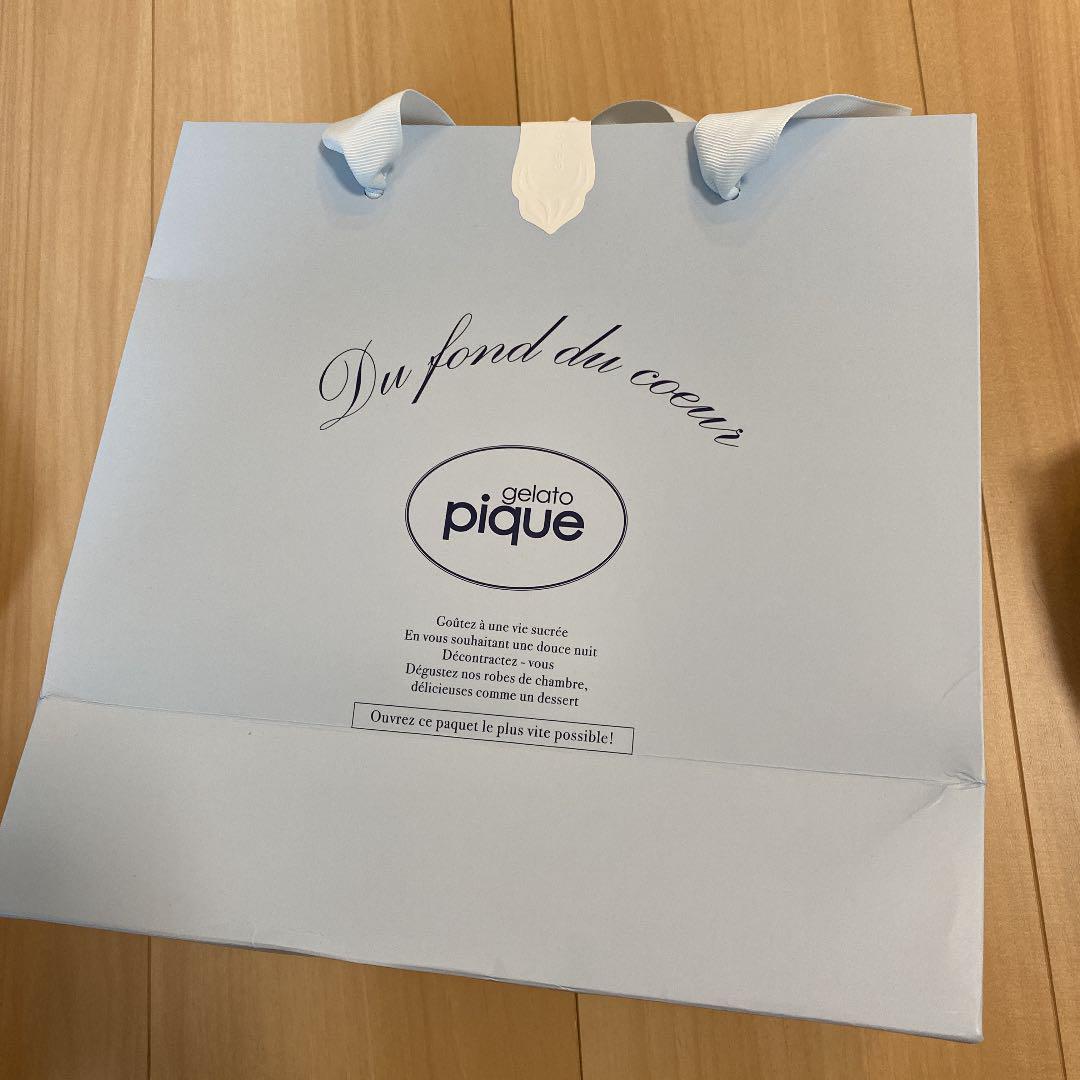 Du fond du coeur
gelato
pique
Goûtez à une vie sucrée
En vous souhaitant une douce nuit
Décontractez - vous
Dégustez nos robes de chambre,
délicieuses comme un dessert
Ouvrez ce paquet le plus vite possible!